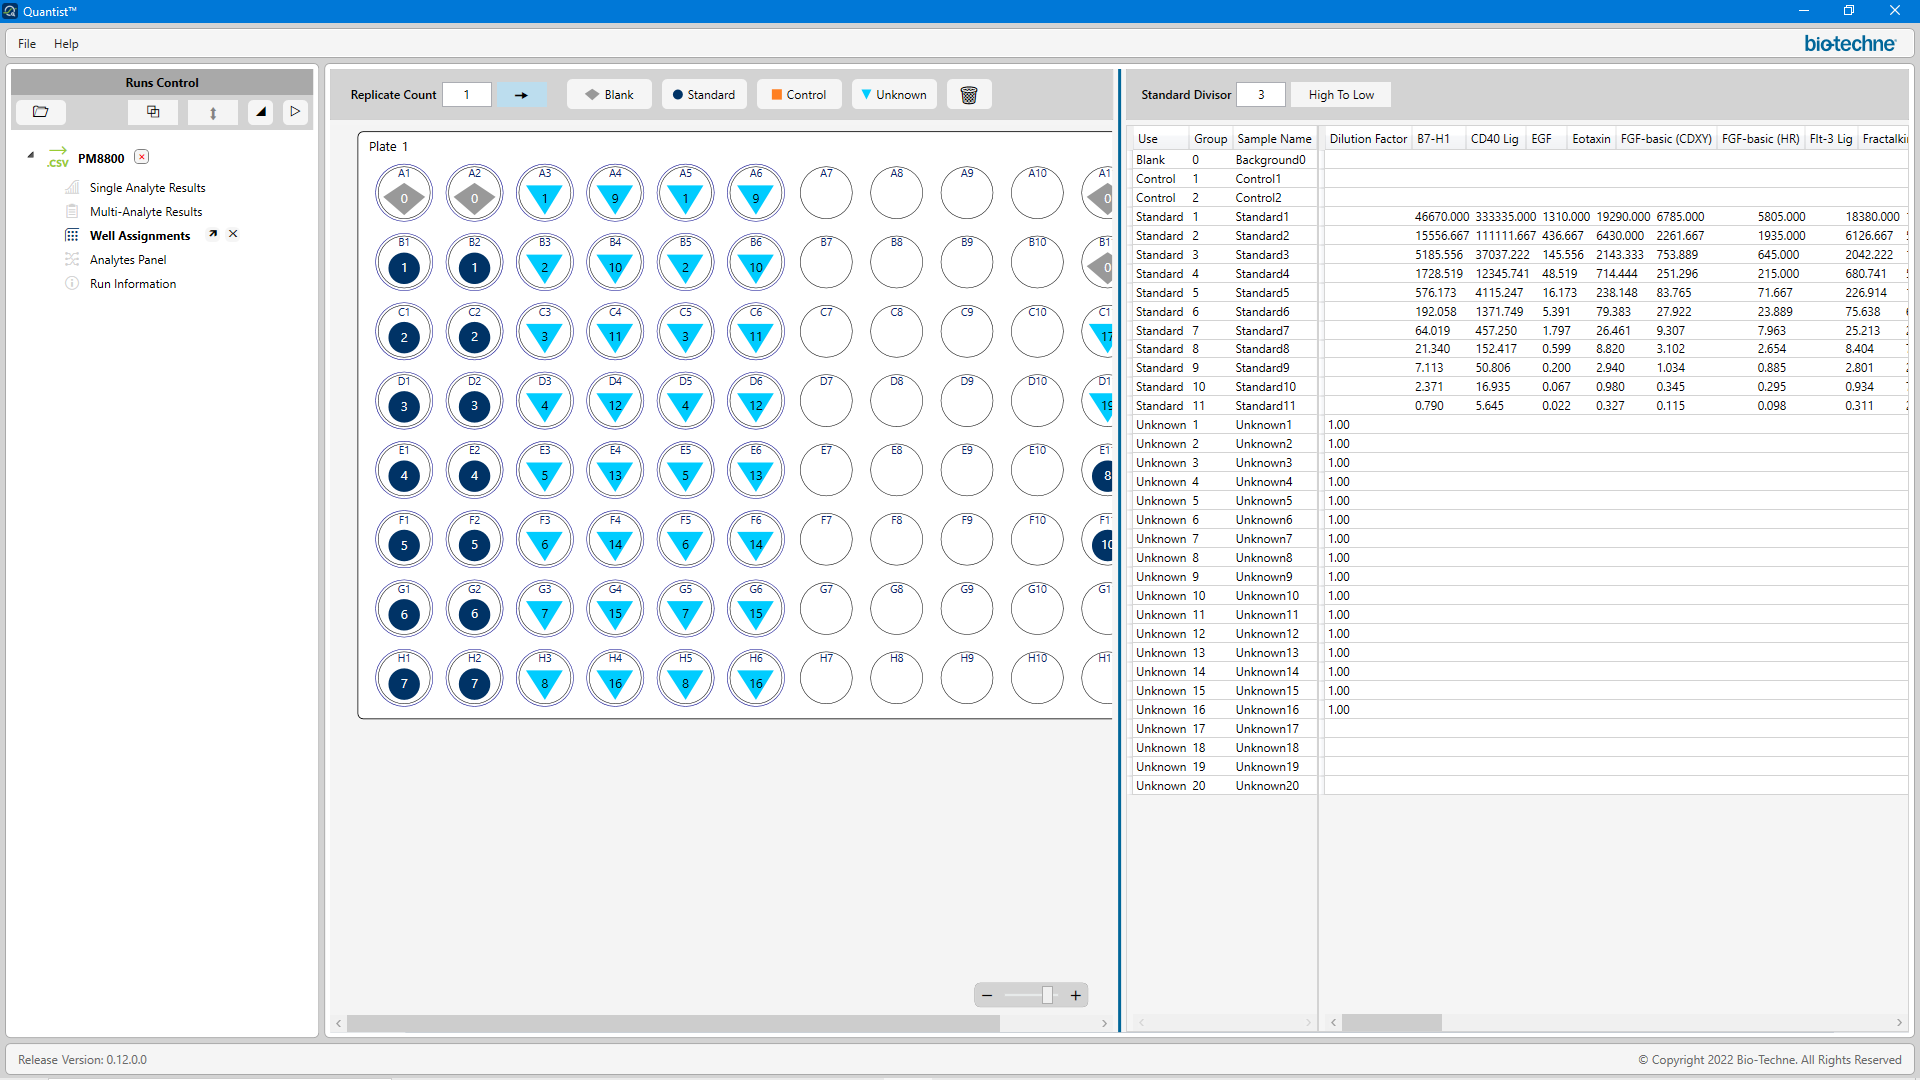 Quantist™
File Help
bio-techne
Runs Control
PM8800
.CSV
Single Analyte Results
Multi-Analyte Results
Well Assignments
Analytes Panel
Run Information
Replicate Count 1 Blank Standard Control Unknown
Plate 1
A1 A2 A3 A4 A5 A6 A7 A8 A9 A10 A1
0 0 1 9 1 9 0
B1 B2 B3 B4 B5 B6 B7 B8 B9 B10 B1
1 1 2 10 2 10 0
C1 C2 C3 C4 C5 C6 C7 C8 C9 C10 C1
2 2 3 11 3 11 17
D1 D2 D3 D4 D5 D6 D7 D8 D9 D10 D1
3 3 4 12 4 12 19
E1 E2 E3 E4 E5 E6 E7 E8 E9 E10 E1
4 4 5 13 5 13 8
F1 F2 F3 F4 F5 F6 F7 F8 F9 F10 F1
5 5 6 14 6 14 10
G1 G2 G3 G4 G5 G6 G7 G8 G9 G10 G1
6 6 7 15 7 15
H1 H2 H3 H4 H5 H6 H7 H8 H9 H10 H1
7 7 8 16 8 16
Standard Divisor 3 High To Low
Use Group Sample Name Dilution Factor B7-H1 CD40 Lig EGF Eotaxin FGF-basic (CDXY) FGF-basic (HR) Flt-3 Lig Fractalki
Blank 0 Background0
Control 1 Control1
Control 2 Control2
Standard 1 Standard1 46670.000 333335.000 1310.000 19290.000 6785.000 5805.000 18380.000
Standard 2 Standard2 15556.667 111111.667 436.667 6430.000 2261.667 1935.000 6126.667
Standard 3 Standard3 5185.556 37037.222 145.556 2143.333 753.889 645.000 2042.222
Standard 4 Standard4 1728.519 12345.741 48.519 714.444 251.296 215.000 680.741
Standard 5 Standard5 576.173 4115.247 16.173 238.148 83.765 71.667 226.914
Standard 6 Standard6 192.058 1371.749 5.391 79.383 27.922 23.889 75.638
Standard 7 Standard7 64.019 457.250 1.797 26.461 9.307 7.963 25.213
Standard 8 Standard8 21.340 152.417 0.599 8.820 3.102 2.654 8.404
Standard 9 Standard9 7.113 50.806 0.200 2.940 1.034 0.885 2.801
Standard 10 Standard10 2.371 16.935 0.067 0.980 0.345 0.295 0.934
Standard 11 Standard11 0.790 5.645 0.022 0.327 0.115 0.098 0.311
Unknown 1 Unknown1 1.00
Unknown 2 Unknown2 1.00
Unknown 3 Unknown3 1.00
Unknown 4 Unknown4 1.00
Unknown 5 Unknown5 1.00
Unknown 6 Unknown6 1.00
Unknown 7 Unknown7 1.00
Unknown 8 Unknown8 1.00
Unknown 9 Unknown9 1.00
Unknown 10 Unknown10 1.00
Unknown 11 Unknown11 1.00
Unknown 12 Unknown12 1.00
Unknown 13 Unknown13 1.00
Unknown 14 Unknown14 1.00
Unknown 15 Unknown15 1.00
Unknown 16 Unknown16 1.00
Unknown 17 Unknown17
Unknown 18 Unknown18
Unknown 19 Unknown19
Unknown 20 Unknown20
Release Version: 0.12.0.0
© Copyright 2022 Bio-Techne. All Rights Reserved